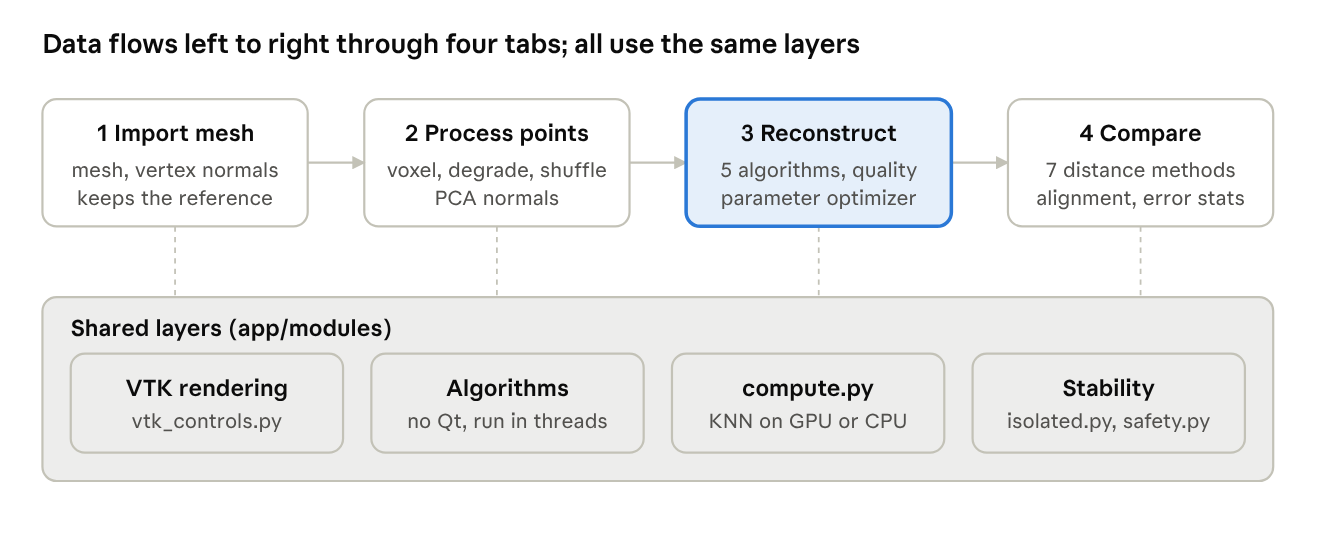 Data flows left to right through four tabs; all use the same layers
1 Import mesh
mesh, vertex normals
keeps the reference
2 Process points
voxel, degrade, shuffle
PCA normals
3 Reconstruct
5 algorithms, quality
parameter optimizer
4 Compare
7 distance methods
alignment, error stats
Shared layers (app/modules)
VTK rendering
vtk_controls.py
Algorithms
no Qt, run in threads
compute.py
KNN on GPU or CPU
Stability
isolated.py, safety.py